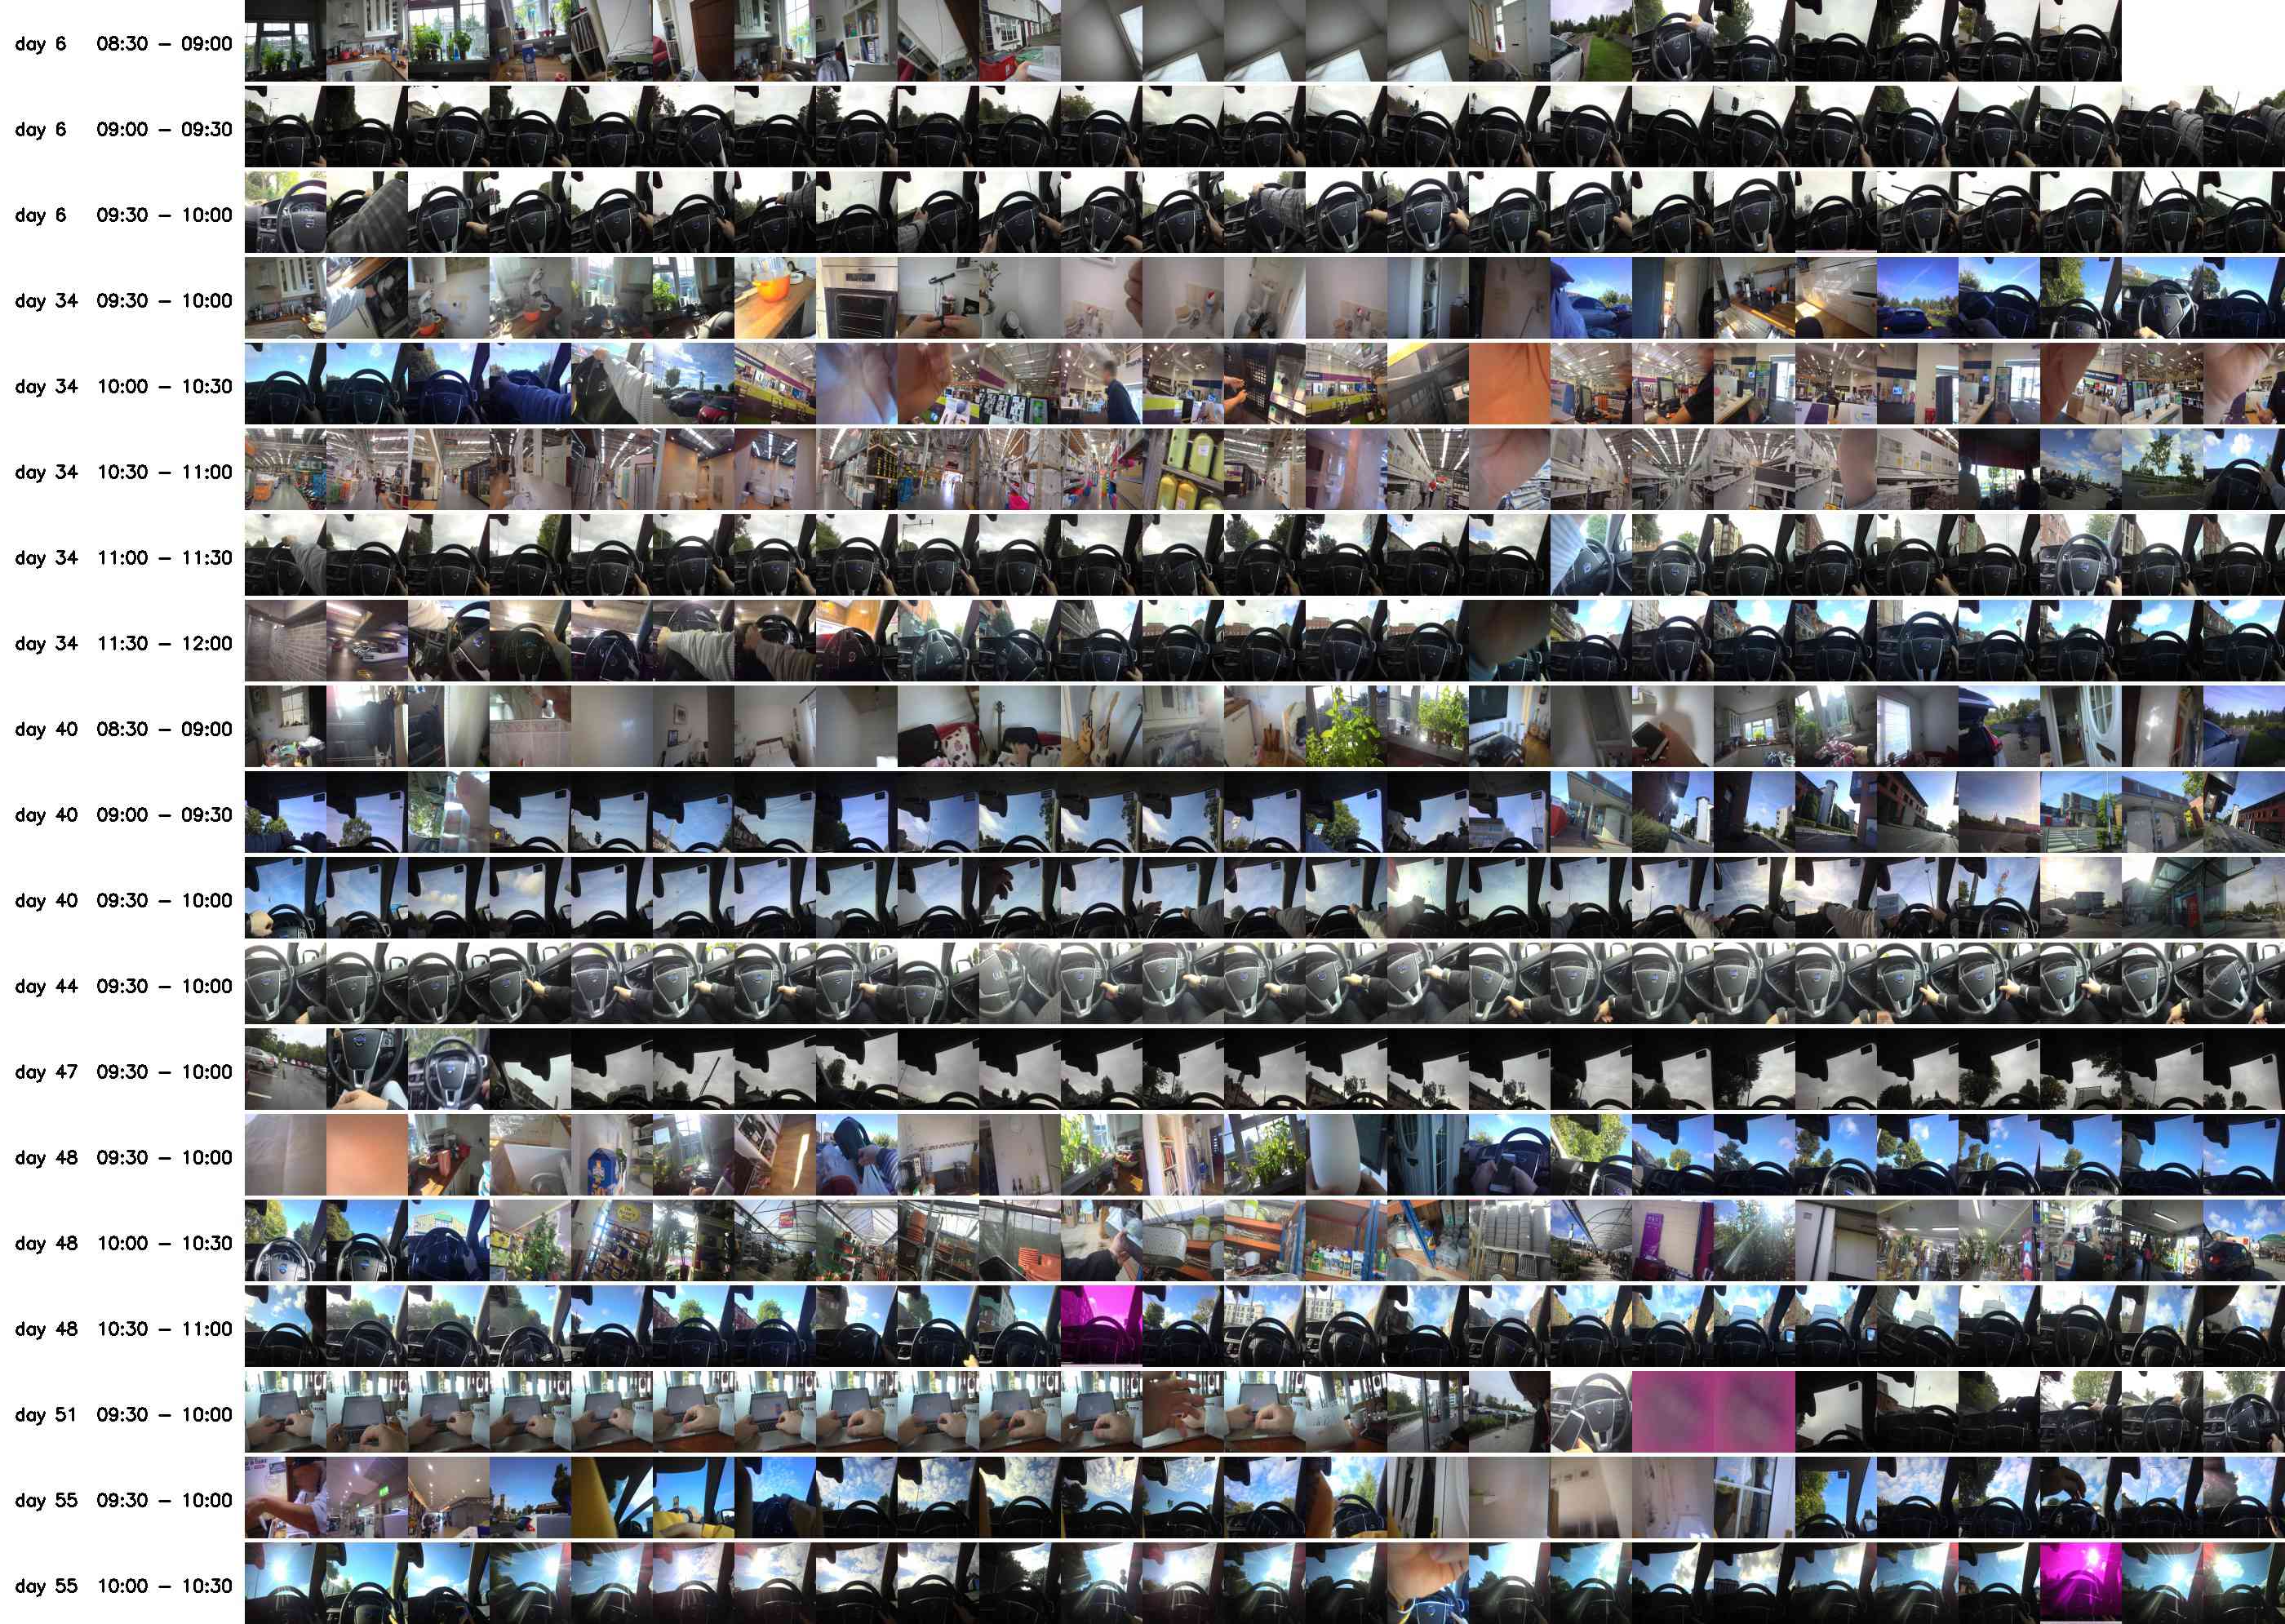 day 6 08:30 – 09:00
day 6 09:00 – 09:30
day 6 09:30 – 10:00
day 34 09:30 – 10:00
day 34 10:00 – 10:30
day 34 10:30 – 11:00
day 34 11:00 – 11:30
day 34 11:30 – 12:00
day 40 08:30 – 09:00
day 40 09:00 – 09:30
day 40 09:30 – 10:00
day 44 09:30 – 10:00
day 47 09:30 – 10:00
day 48 09:30 – 10:00
day 48 10:00 – 10:30
day 48 10:30 – 11:00
day 51 09:30 – 10:00
day 55 09:30 – 10:00
day 55 10:00 – 10:30